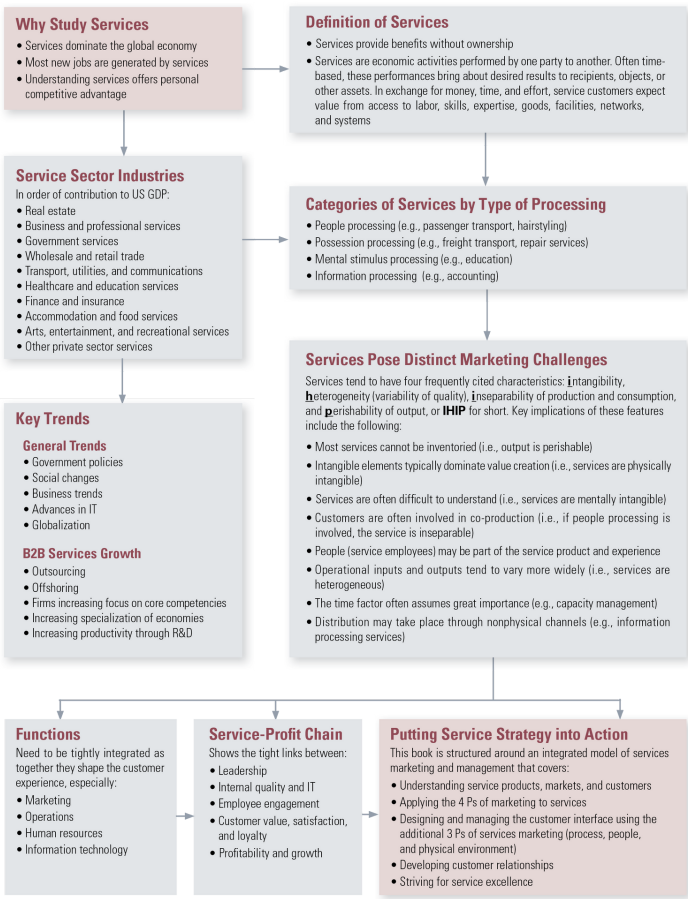 Why Study Services
• Services dominate the global economy
• Most new jobs are generated by services
• Understanding services offers personal
competitive advantage
Definition of Services
• Services provide benefits without ownership
• Services are economic activities performed by one party to another. Often time-
based, these performances bring about desired results to recipients, objects, or
other assets. In exchange for money, time, and effort, service customers expect
value from access to labor, skills, expertise, goods, facilities, networks,
and systems
Service Sector Industries
In order of contribution to US GDP:
• Real estate
• Business and professional services
• Government services
• Wholesale and retail trade
• Transport, utilities, and communications
• Healthcare and education services
• Finance and insurance
• Accommodation and food services
• Arts, entertainment, and recreational services
• Other private sector services
Categories of Services by Type of Processing
• People processing (e.g., passenger transport, hairstyling)
• Possession processing (e.g., freight transport, repair services)
• Mental stimulus processing (e.g., education)
• Information processing (e.g., accounting)
Key Trends
General Trends
• Government policies
• Social changes
• Business trends
• Advances in IT
• Globalization
B2B Services Growth
• Outsourcing
• Offshoring
• Firms increasing focus on core competencies
• Increasing specialization of economies
• Increasing productivity through R&D
Services Pose Distinct Marketing Challenges
Services tend to have four frequently cited characteristics: intangibility,
heterogeneity (variability of quality), inseparability of production and consumption,
and perishability of output, or IHIP for short. Key implications of these features
include the following:
• Most services cannot be inventoried (i.e., output is perishable)
• Intangible elements typically dominate value creation (i.e., services are physically
intangible)
• Services are often difficult to understand (i.e., services are mentally intangible)
• Customers are often involved in co-production (i.e., if people processing is
involved, the service is inseparable)
• People (service employees) may be part of the service product and experience
• Operational inputs and outputs tend to vary more widely (i.e., services are
heterogeneous)
• The time factor often assumes great importance (e.g., capacity management)
• Distribution may take place through nonphysical channels (e.g., information
processing services)
Functions
Need to be tightly integrated as
together they shape the customer
experience, especially:
• Marketing
• Operations
• Human resources
• Information technology
Service-Profit Chain
Shows the tight links between:
• Leadership
• Internal quality and IT
• Employee engagement
• Customer value, satisfaction,
and loyalty
• Profitability and growth
Putting Service Strategy into Action
This book is structured around an integrated model of services
marketing and management that covers:
• Understanding service products, markets, and customers
• Applying the 4 Ps of marketing to services
• Designing and managing the customer interface using the
additional 3 Ps of services marketing (process, people,
and physical environment)
• Developing customer relationships
• Striving for service excellence